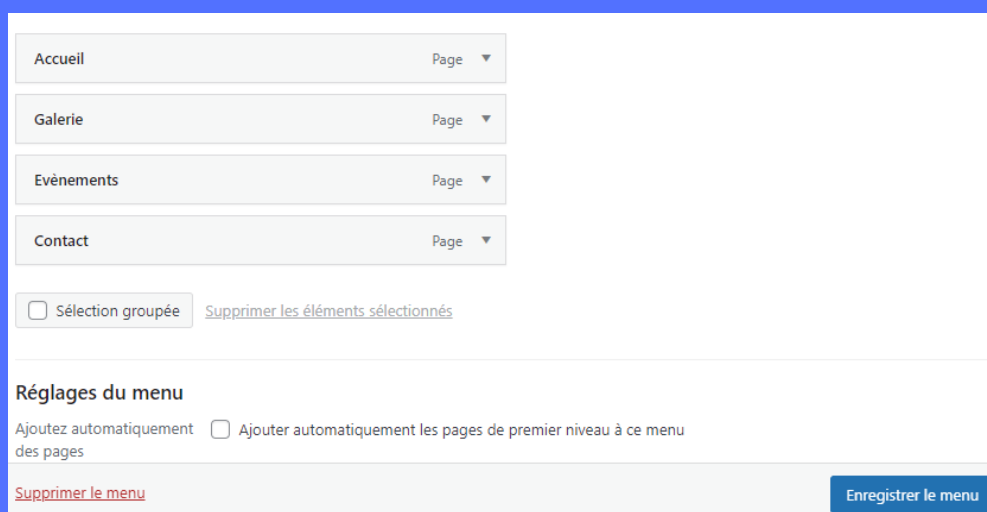 Accueil Page
Galerie Page
Evènements Page
Contact Page
Sélection groupée Supprimer les éléments sélectionnés
Réglages du menu
Ajoutez automatiquement Ajouter automatiquement les pages de premier niveau à ce menu
des pages
Supprimer le menu Enregistrer le menu